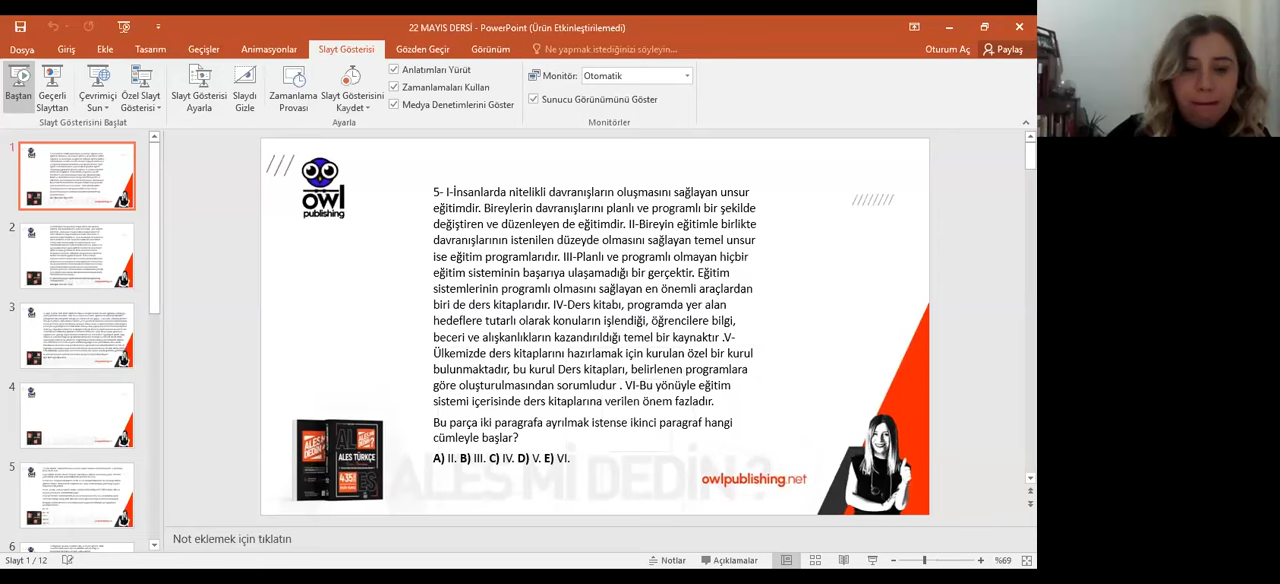 22 MAYIS DERSİ - PowerPoint (Ürün Etkinleştirilemedi)
Dosya Giriş Ekle Tasarım Geçişler Animasyonlar Slayt Gösterisi Gözden Geçir Görünüm Ne yapmak istediğinizi söyleyin... Oturum Aç Paylaş
Baştan
Geçerli Slayttan
Çevrimiçi Sun
Özel Slayt Gösterisi
Slayt Gösterisini Başlat
Slayt Gösterisi Ayarla
Slaydı Gizle
Zamanlama Provası
Slayt Gösterisini Kaydet
Anlatımları Yürüt
Zamanlamaları Kullan
Medya Denetimlerini Göster
Ayarla
Monitör: Otomatik
Sunucu Görünümünü Göster
Monitörler
1
2
3
4
5
6
owl
publishing
5- I-İnsanlarda nitelikli davranışların oluşmasını sağlayan unsur
eğitimdir. Bireylerin davranışlarını planlı ve programlı bir şekilde
değiştiren ve düzenleyen de eğitimdir. II-Bireyin eğitimle birlikte
davranışlarının istenilen düzeyde olmasını sağlayan temel unsur
ise eğitim programlarıdır. III-Planlı ve programlı olmayan hiçbir
eğitim sisteminin başarıya ulaşamadığı bir gerçektir. Eğitim
sistemlerinin programlı olmasını sağlayan en önemli araçlardan
biri de ders kitaplarıdır. IV-Ders kitabı, programda yer alan
hedeflere tutarlı olarak konuların işlendiği, öğrencilere bilgi,
beceri ve alışkanlıkların kazandırıldığı temel bir kaynaktır .V-
Ülkemizde ders kitaplarını hazırlamak için kurulan özel bir kurul
bulunmaktadır, bu kurul Ders kitapları, belirlenen programlara
göre oluşturulmasından sorumludur . VI-Bu yönüyle eğitim
sistemi içerisinde ders kitaplarına verilen önem fazladır.
Bu parça iki paragrafa ayrılmak istense ikinci paragraf hangi
cümleyle başlar?
A) II. B) III. C) IV. D) V. E) VI.
ALES TÜRKÇE
owlpublishing.net
Not eklemek için tıklatın
Slayt 1 / 12 Notlar Açıklamalar %69